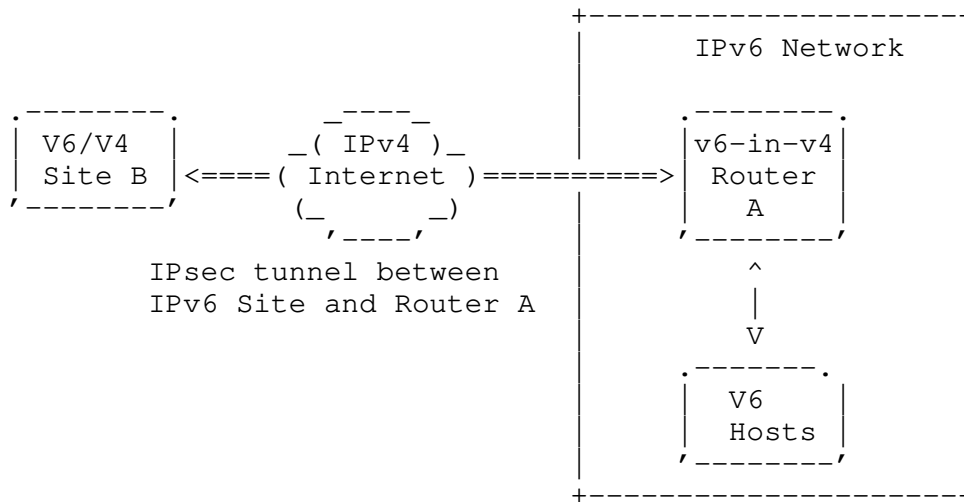 IPv6 Network
V6/V4
Site B
IPv4
Internet
v6-in-v4
Router
A
IPsec tunnel between
IPv6 Site and Router A
V6
Hosts